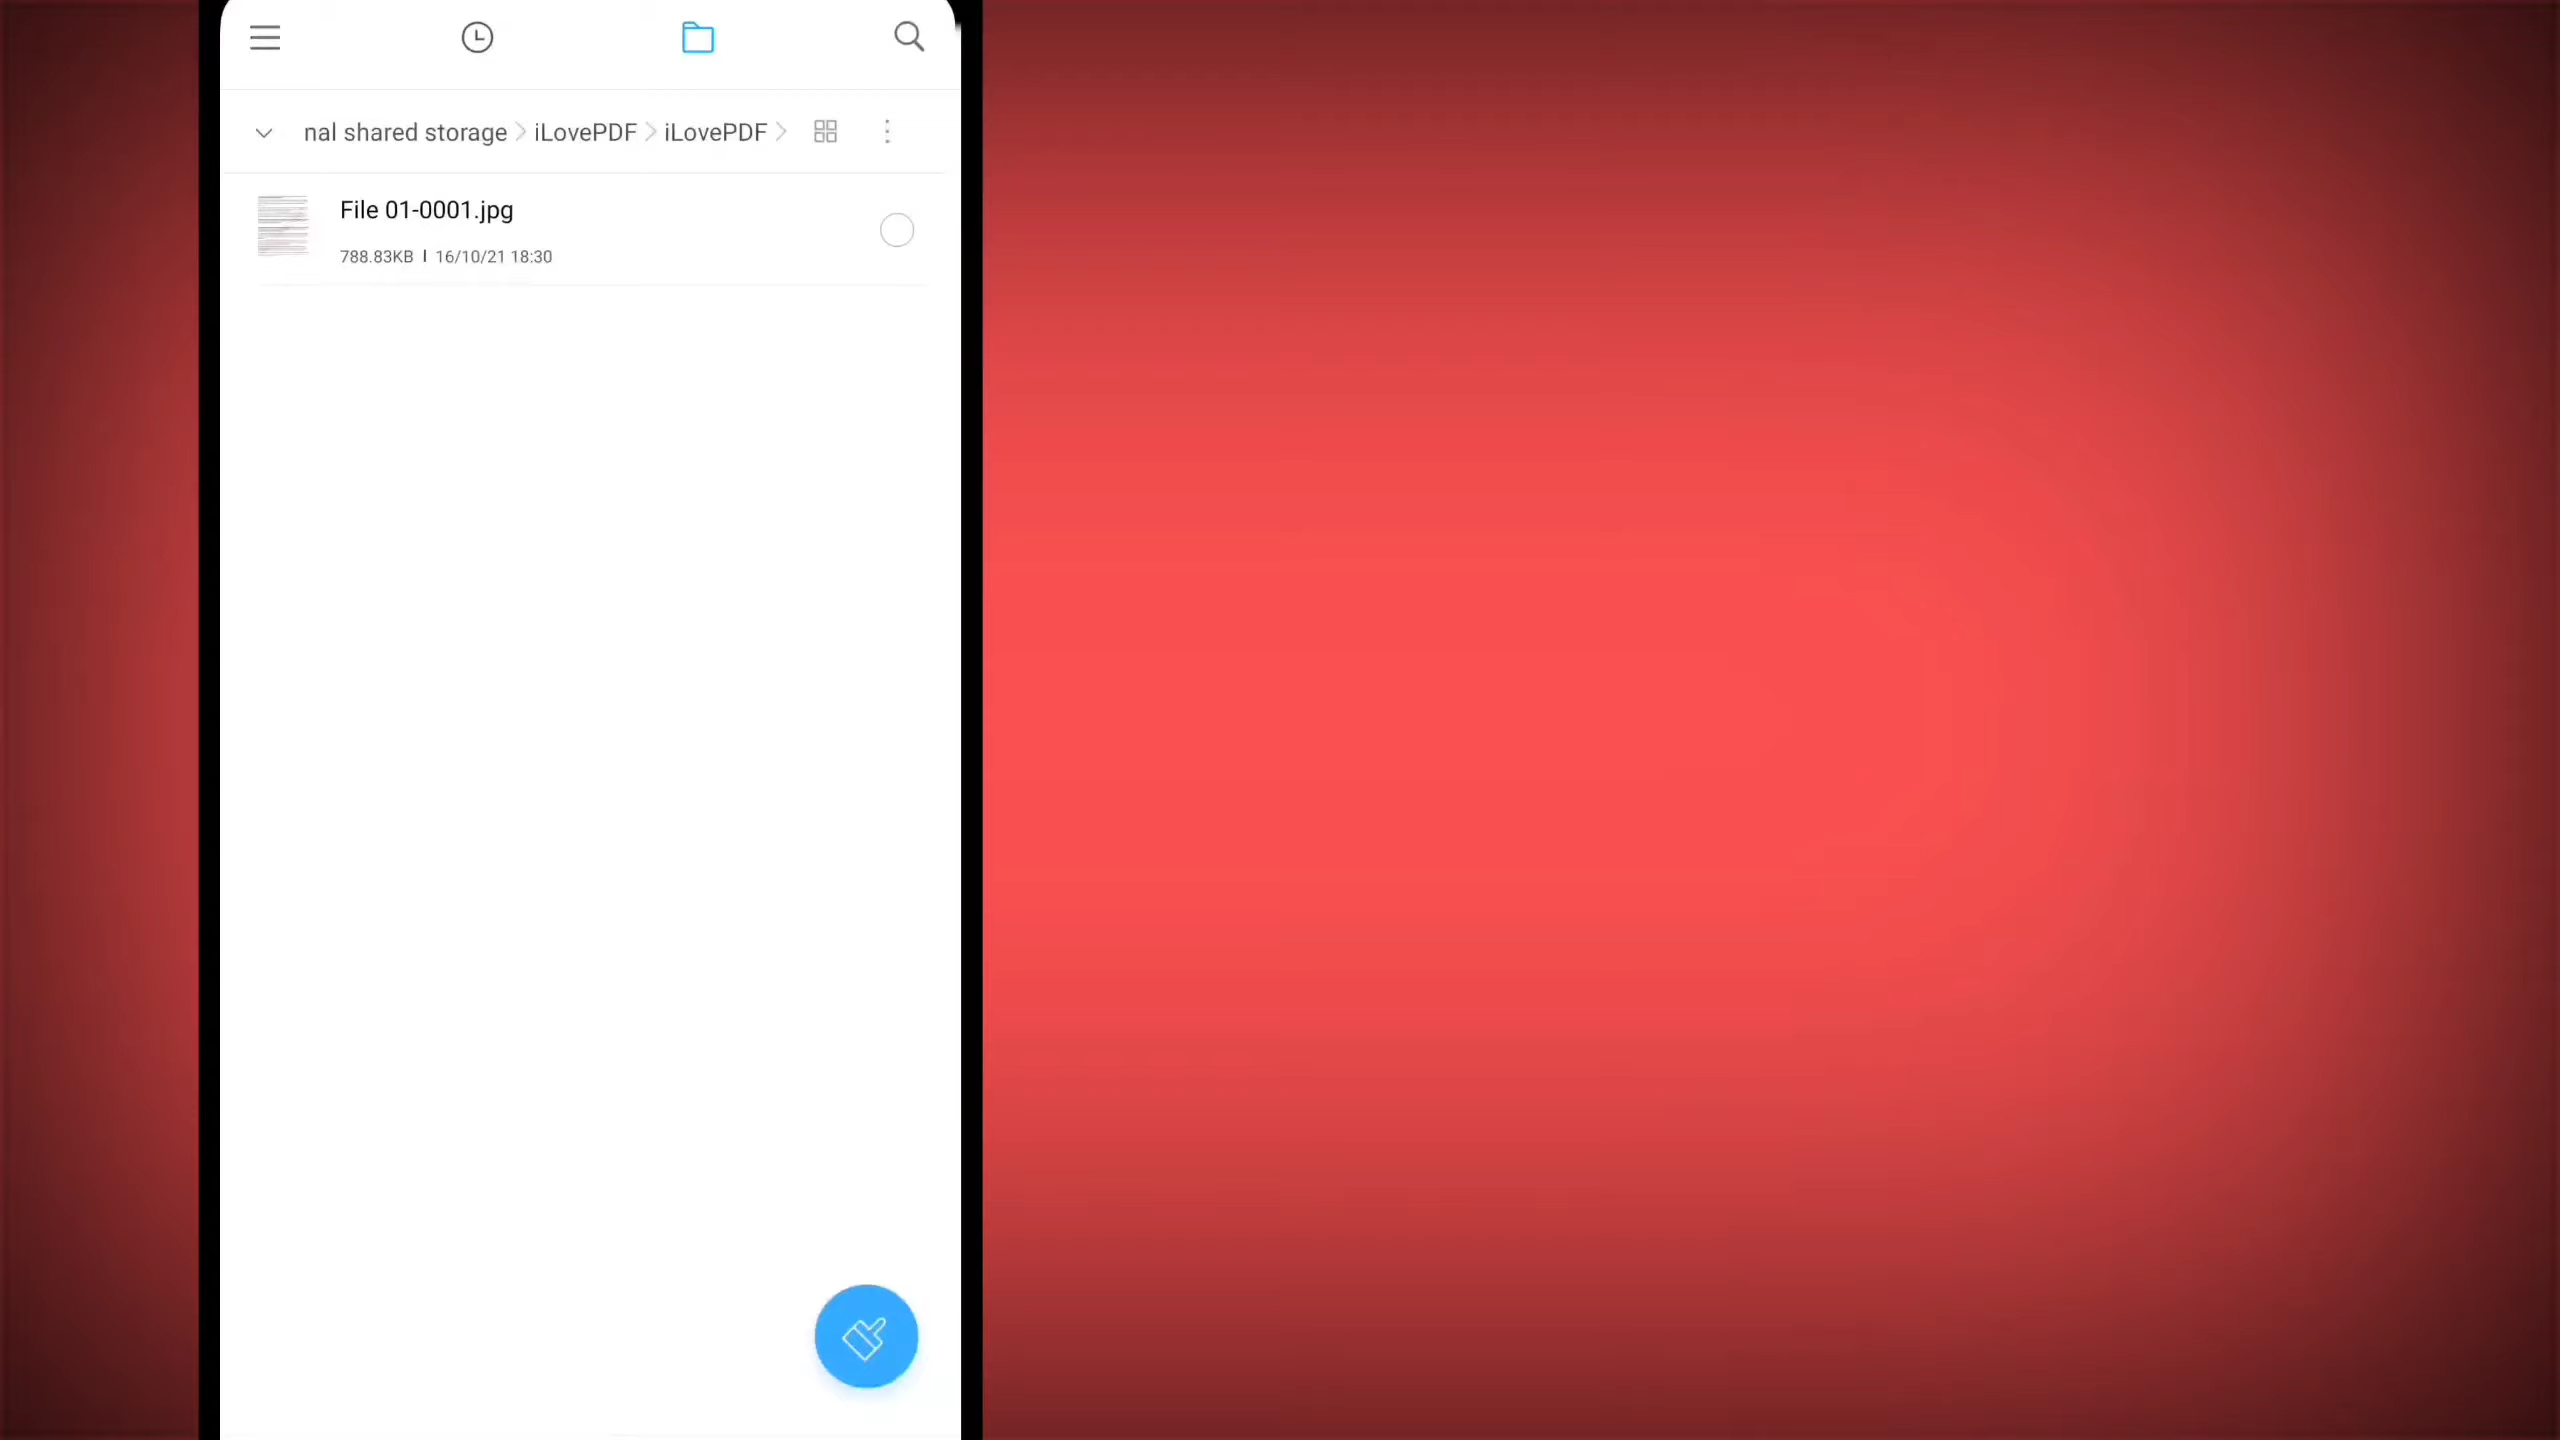 nal shared storage iLovePDF iLovePDF
File 01-0001.jpg
788.83KB 16/10/21 18:30